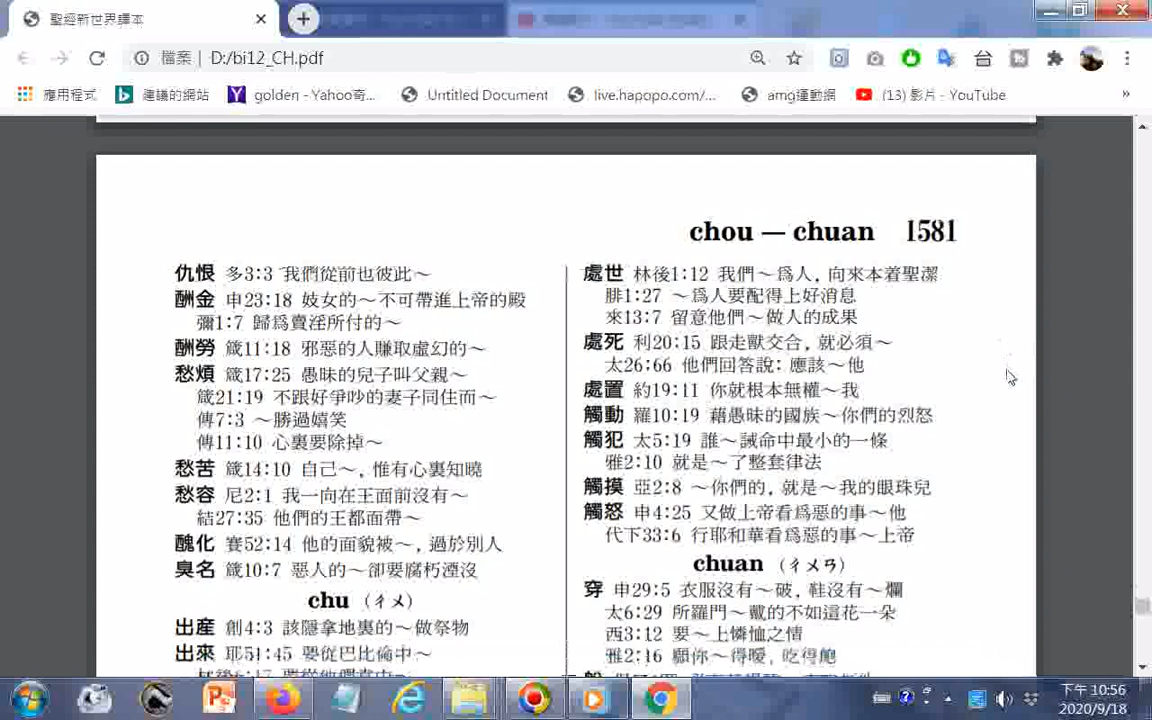 聖經新世界譯本
檔案 D:/bi12_CH.pdf
應用程式
建議的網站
golden - Yahoo奇...
Untitled Document
live.hapopo.com/...
amg運動網
(13) 影片 - YouTube
»
chou — chuan 1581
仇恨 多3:3 我們從前也彼此～
酬金 申23:18 妓女的～不可帶進上帝的殿
彌1:7 歸爲賣淫所付的～
酬勞 箴11:18 邪惡的人賺取虛幻的～
愁煩 箴17:25 愚昧的兒子叫父親～
箴21:19 不跟好爭吵的妻子同住而～
傳7:3 ～勝過嬉笑
傳11:10 心裏要除掉～
愁苦 箴14:10 自己～, 惟有心裏知曉
愁容 尼2:1 我一向在王面前沒有～
結27:35 他們的王都面帶～
醜化 賽52:14 他的面貌被～, 過於別人
臭名 箴10:7 惡人的～卻要腐朽湮沒
chu (ㄔㄨ)
出產 創4:3 該隱拿地裏的～做祭物
出來 耶51:45 要從巴比倫中～
處世 林後1:12 我們～爲人, 向來本着聖潔
腓1:27 ～爲人要配得上好消息
來13:7 留意他們～做人的成果
處死 利20:15 跟走獸交合, 就必須～
太26:66 他們回答說: 應該～他
處置 約19:11 你就根本無權～我
觸動 羅10:19 藉愚昧的國族～你們的烈怒
觸犯 太5:19 誰～誡命中最小的一條
雅2:10 就是～了整套律法
觸摸 亞2:8 ～你們的, 就是～我的眼珠兒
觸怒 申4:25 又做上帝看爲惡的事～他
代下33:6 行耶和華看爲惡的事～上帝
chuan (ㄔㄨㄢ)
穿 申29:5 衣服沒有～破, 鞋沒有～爛
太6:29 所羅門～戴的不如這花一朵
西3:12 要～上憐恤之情
雅2:16 願你～得暖, 吃得飽
下午 10:56
2020/9/18